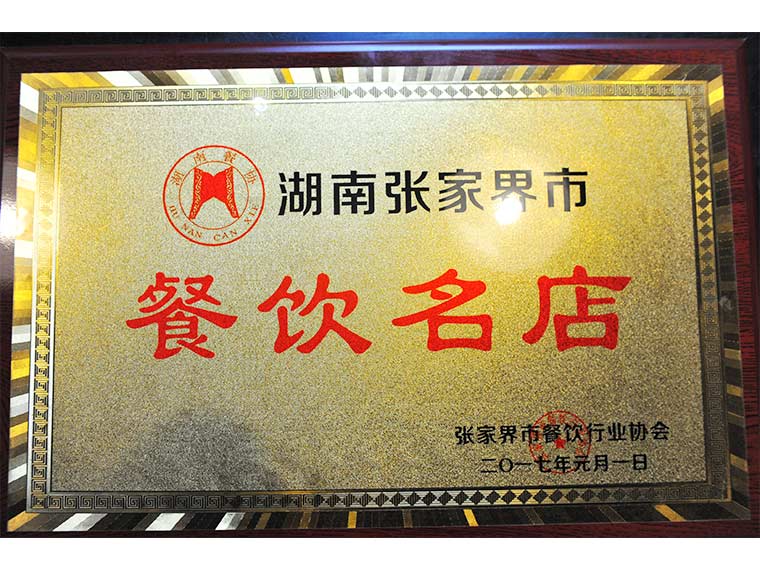 湖南餐协
HU NAN CAN XIE
湖南张家界市
餐饮名店
张家界市餐饮行业协会
二〇一七年元月一日